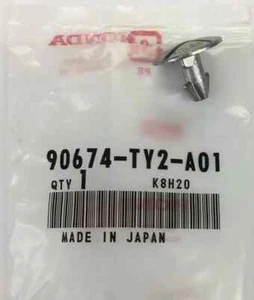 HONDA
90674-TY2-A01
QTY 1 K8H20
MADE IN JAPAN